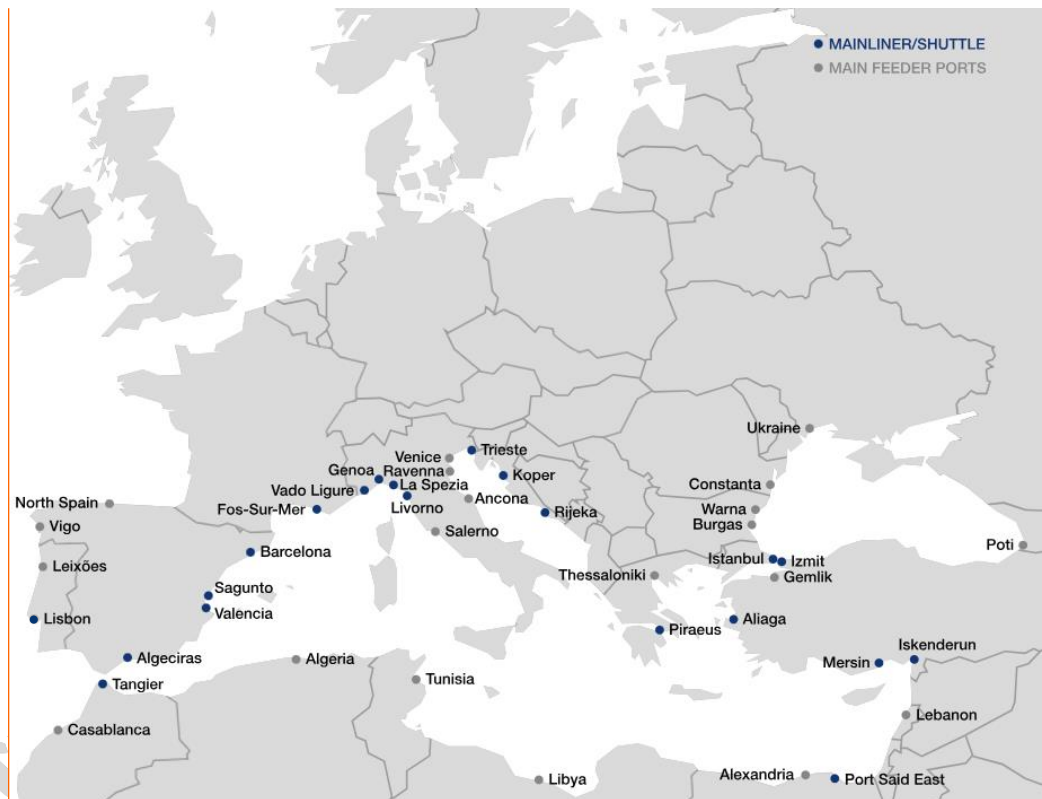 MAINLINER/SHUTTLE
MAIN FEEDER PORTS
Ukraine
Venice
Trieste
Genoa
Ravenna
Koper
Vado Ligure
La Spezia
Constanta
North Spain
Fos-Sur-Mer
Livorno
Ancona
Rijeka
Warna
Vigo
Burgas
Salerno
Poti
Barcelona
Istanbul
Izmit
Leixões
Thessaloniki
Gemlik
Sagunto
Valencia
Lisbon
Piraeus
Aliaga
Algeciras
Algeria
Iskenderun
Mersin
Tangier
Tunisia
Casablanca
Lebanon
Libya
Alexandria
Port Said East